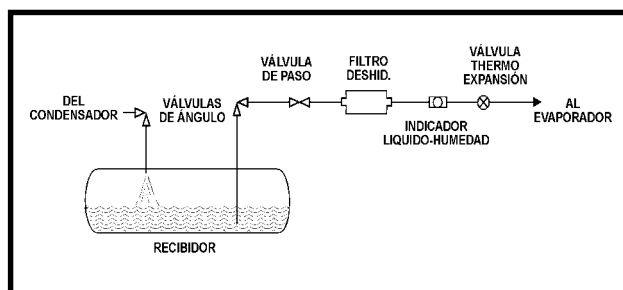 DEL
CONDENSADOR
VÁLVULAS
DE ÁNGULO
VÁLVULA
DE PASO
FILTRO
DESHID.
INDICADOR
LIQUIDO-HUMEDAD
VÁLVULA
THERMO
EXPANSIÓN
AL
EVAPORADOR
RECIBIDOR